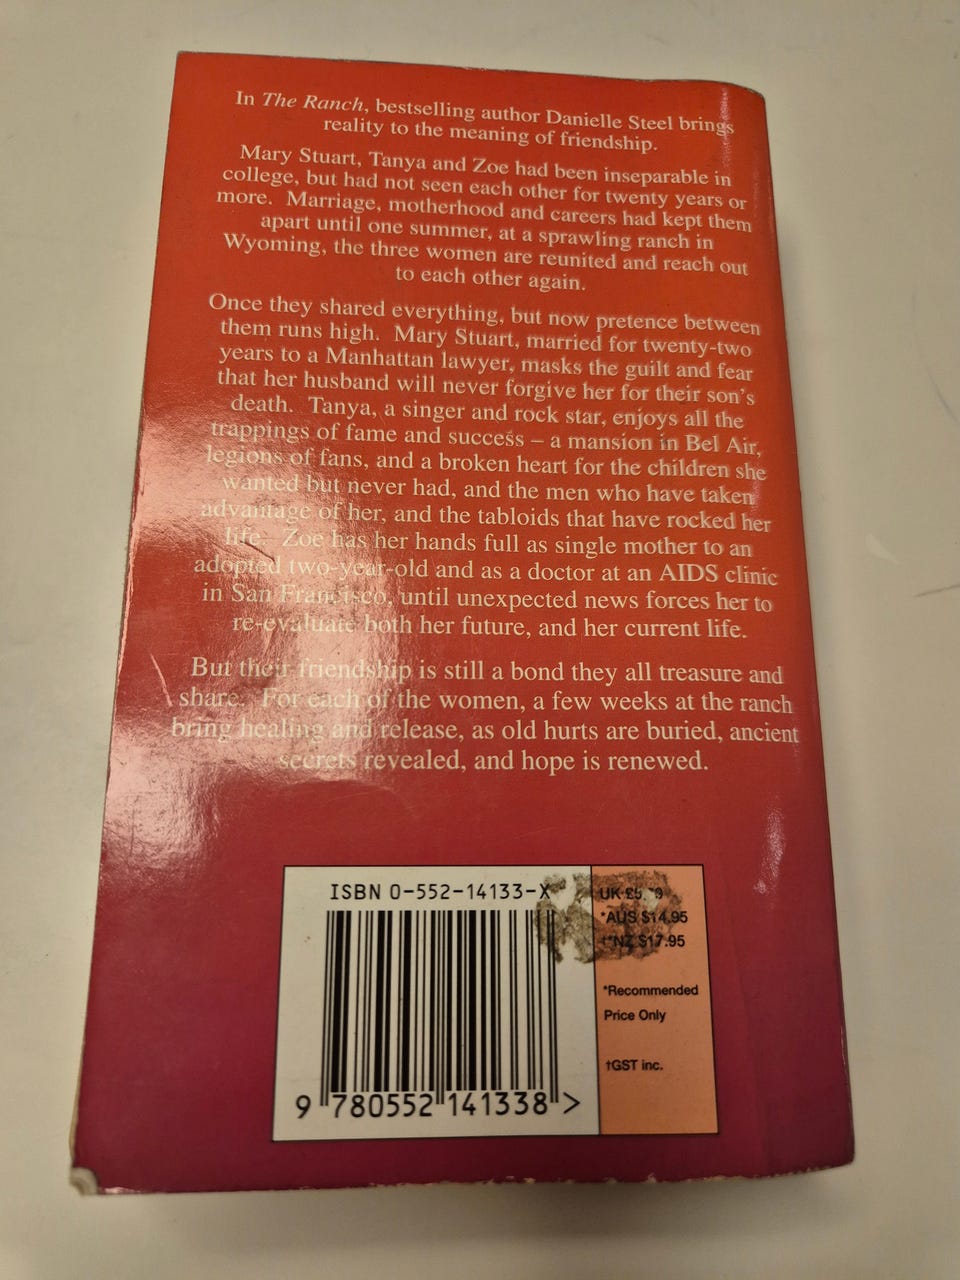 In The Ranch, bestselling author Danielle Steel brings
reality to the meaning of friendship.
Mary Stuart, Tanya and Zoe had been inseparable in
college, but had not seen each other for twenty years or
more. Marriage, motherhood and careers had kept them
apart until one summer, at a sprawling ranch in
Wyoming, the three women are reunited and reach out
to each other again.
Once they shared everything, but now pretence between
them runs high. Mary Stuart, married for twenty-two
years to a Manhattan lawyer, masks the guilt and fear
that her husband will never forgive her for their son's
death. Tanya, a singer and rock star, enjoys all the
trappings of fame and success – a mansion in Bel Air,
legions of fans, and a broken heart for the children she
wanted but never had, and the men who have taken
advantage of her, and the tabloids that have rocked her
life. Zoe has her hands full as single mother to an
adopted two-year-old and as a doctor at an AIDS clinic
in San Francisco, until unexpected news forces her to
re-evaluate both her future, and her current life.
But their friendship is still a bond they all treasure and
share. For each of the women, a few weeks at the ranch
bring healing and release, as old hurts are buried, ancient
secrets revealed, and hope is renewed.
ISBN 0-552-14133-X
9 780552 141338 >
UK
*AUS $14.95
†*NZ $17.95
*Recommended
Price Only
†GST inc.